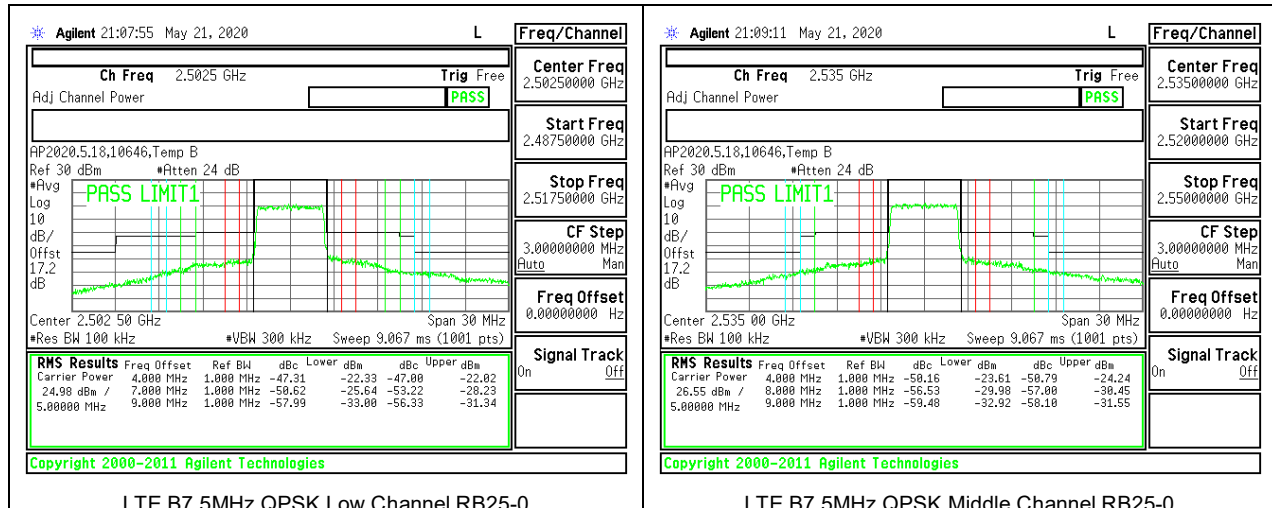 Agilent 21:07:55 May 21, 2020 L
Freq/Channel
Ch Freq 2.5025 GHz Trig Free
Adj Channel Power PASS
AP2020.5.18,10646,Temp B
Ref 30 dBm #Atten 24 dB
#Avg
Log
10
dB/
Offst
17.2
dB
PASS LIMIT1
Center 2.502 50 GHz Span 30 MHz
#Res BW 100 kHz #VBW 300 kHz Sweep 9.067 ms (1001 pts)
RMS Results Freq Offset Ref BW dBc Lower dBm dBc Upper dBm
Carrier Power 4.000 MHz 1.000 MHz -47.31 -22.33 -47.00 -22.02
24.98 dBm / 7.000 MHz 1.000 MHz -50.62 -25.64 -53.22 -28.23
5.00000 MHz 9.000 MHz 1.000 MHz -57.99 -33.00 -56.33 -31.34
Copyright 2000-2011 Agilent Technologies
Center Freq
2.50250000 GHz
Start Freq
2.48750000 GHz
Stop Freq
2.51750000 GHz
CF Step
3.00000000 MHz
Auto Man
Freq Offset
0.00000000 Hz
Signal Track
On Off
LTE B7 5MHz QPSK Low Channel RB25-0
Agilent 21:09:11 May 21, 2020 L
Freq/Channel
Ch Freq 2.535 GHz Trig Free
Adj Channel Power PASS
AP2020.5.18,10646,Temp B
Ref 30 dBm #Atten 24 dB
#Avg
Log
10
dB/
Offst
17.2
dB
PASS LIMIT1
Center 2.535 00 GHz Span 30 MHz
#Res BW 100 kHz #VBW 300 kHz Sweep 9.067 ms (1001 pts)
RMS Results Freq Offset Ref BW dBc Lower dBm dBc Upper dBm
Carrier Power 4.000 MHz 1.000 MHz -50.16 -23.61 -50.79 -24.24
26.55 dBm / 8.000 MHz 1.000 MHz -56.53 -29.98 -57.00 -30.45
5.00000 MHz 9.000 MHz 1.000 MHz -59.48 -32.92 -58.10 -31.55
Copyright 2000-2011 Agilent Technologies
Center Freq
2.53500000 GHz
Start Freq
2.52000000 GHz
Stop Freq
2.55000000 GHz
CF Step
3.00000000 MHz
Auto Man
Freq Offset
0.00000000 Hz
Signal Track
On Off
LTE B7 5MHz QPSK Middle Channel RB25-0